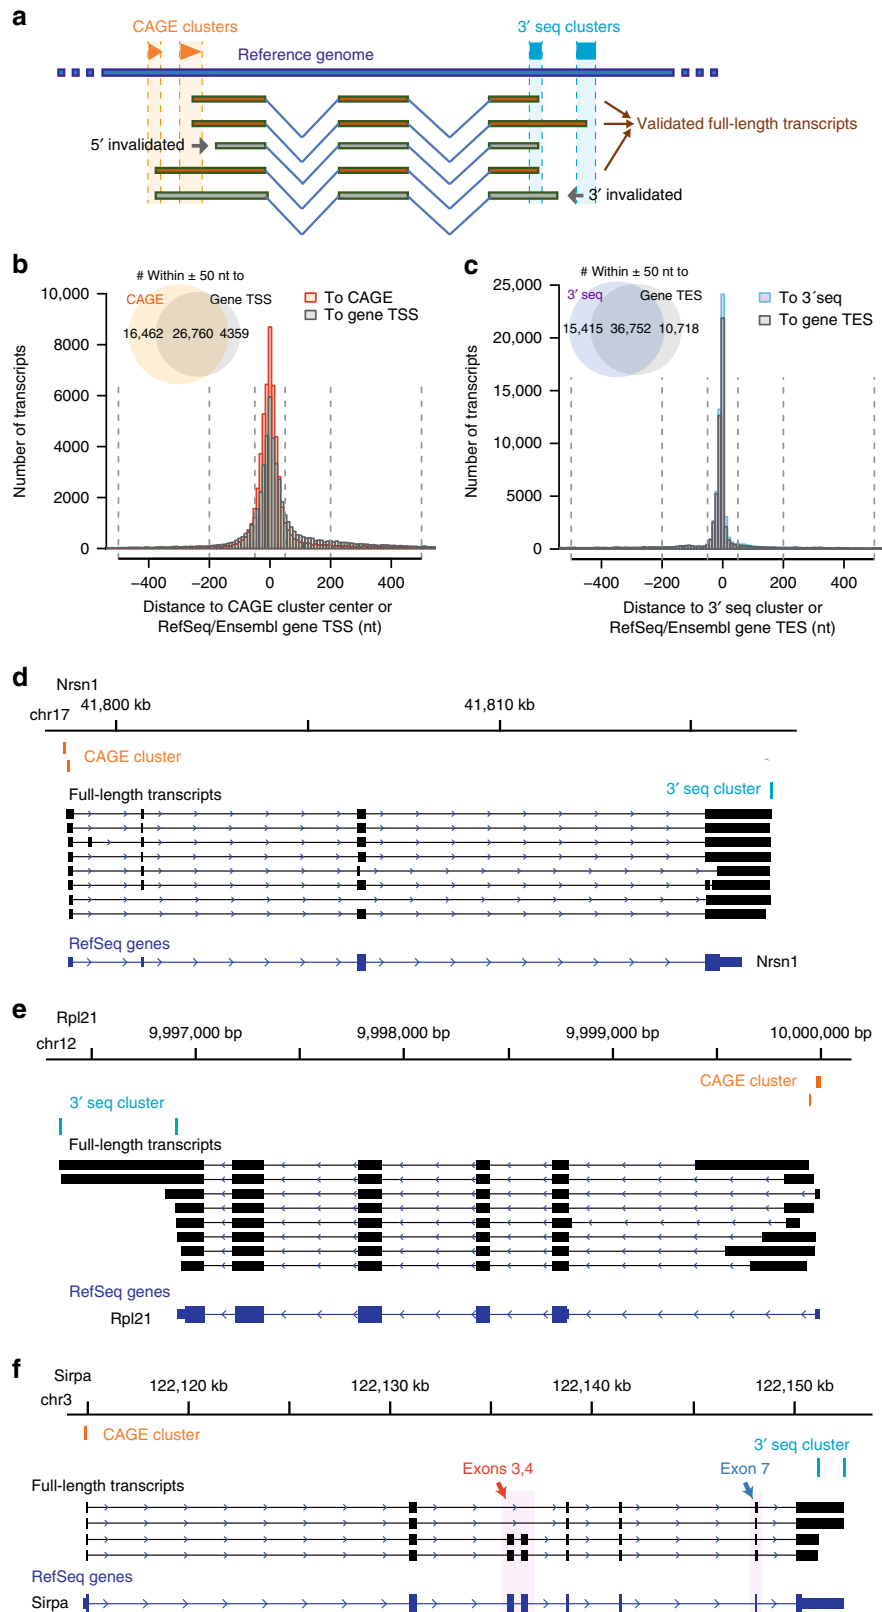 a
CAGE clusters
3′ seq clusters
Reference genome
Validated full-length transcripts
5′ invalidated
3′ invalidated
b
# Within ± 50 nt to
CAGE
Gene TSS
16,462
26,760
4359
To CAGE
To gene TSS
Number of transcripts
10,000
8000
6000
4000
2000
0
−400
−200
0
200
400
Distance to CAGE cluster center or
RefSeq/Ensembl gene TSS (nt)
c
# Within ± 50 nt to
3′ seq
Gene TES
15,415
36,752
10,718
To 3′seq
To gene TES
Number of transcripts
25,000
20,000
15,000
10,000
5000
0
−400
−200
0
200
400
Distance to 3′ seq cluster or
RefSeq/Ensembl gene TES (nt)
d
Nrsn1
chr17
41,800 kb
41,810 kb
CAGE cluster
3′ seq cluster
Full-length transcripts
RefSeq genes
Nrsn1
e
Rpl21
chr12
9,997,000 bp
9,998,000 bp
9,999,000 bp
10,000,000 bp
CAGE cluster
3′ seq cluster
Full-length transcripts
RefSeq genes
Rpl21
f
Sirpa
chr3
122,120 kb
122,130 kb
122,140 kb
122,150 kb
CAGE cluster
3′ seq cluster
Exons 3,4
Exon 7
Full-length transcripts
RefSeq genes
Sirpa